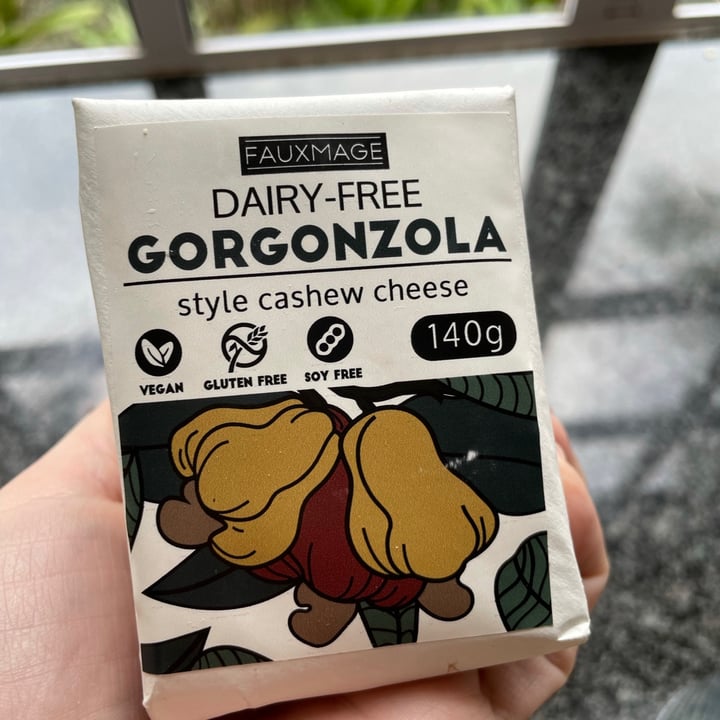 FAUXMAGE
DAIRY-FREE
GORGONZOLA
style cashew cheese
140g
VEGAN
GLUTEN FREE
SOY FREE